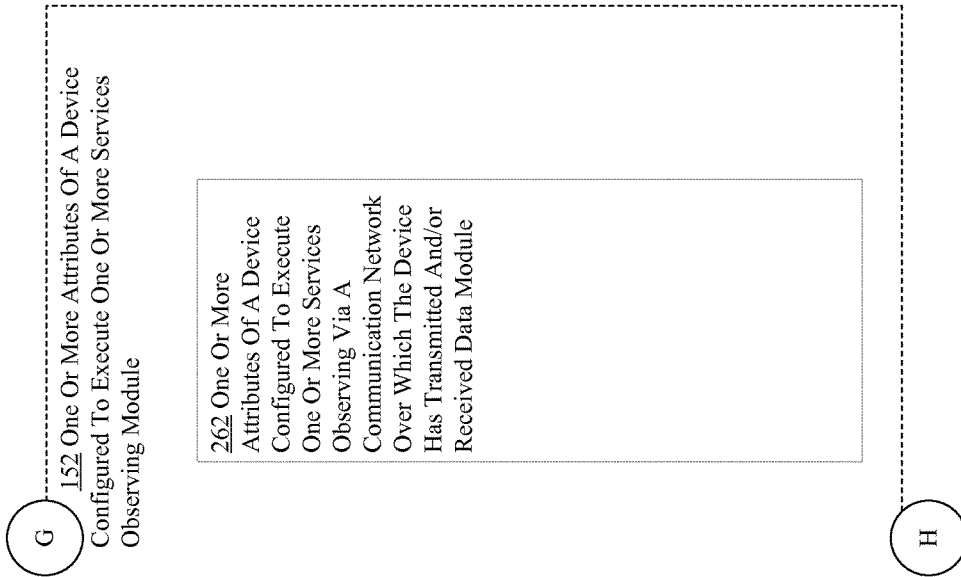 G
152 One Or More Attributes Of A Device
Configured To Execute One Or More Services
Observing Module
262 One Or More
Attributes Of A Device
Configured To Execute
One Or More Services
Observing Via A
Communication Network
Over Which The Device
Has Transmitted And/or
Received Data Module
H